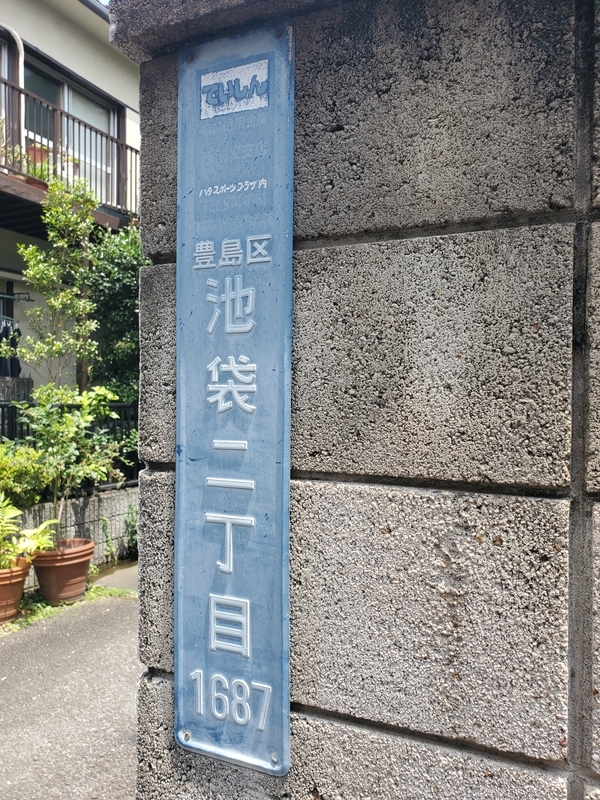 ていしん
ハタスポーツプラザ内
豊島区
池袋二丁目
1687